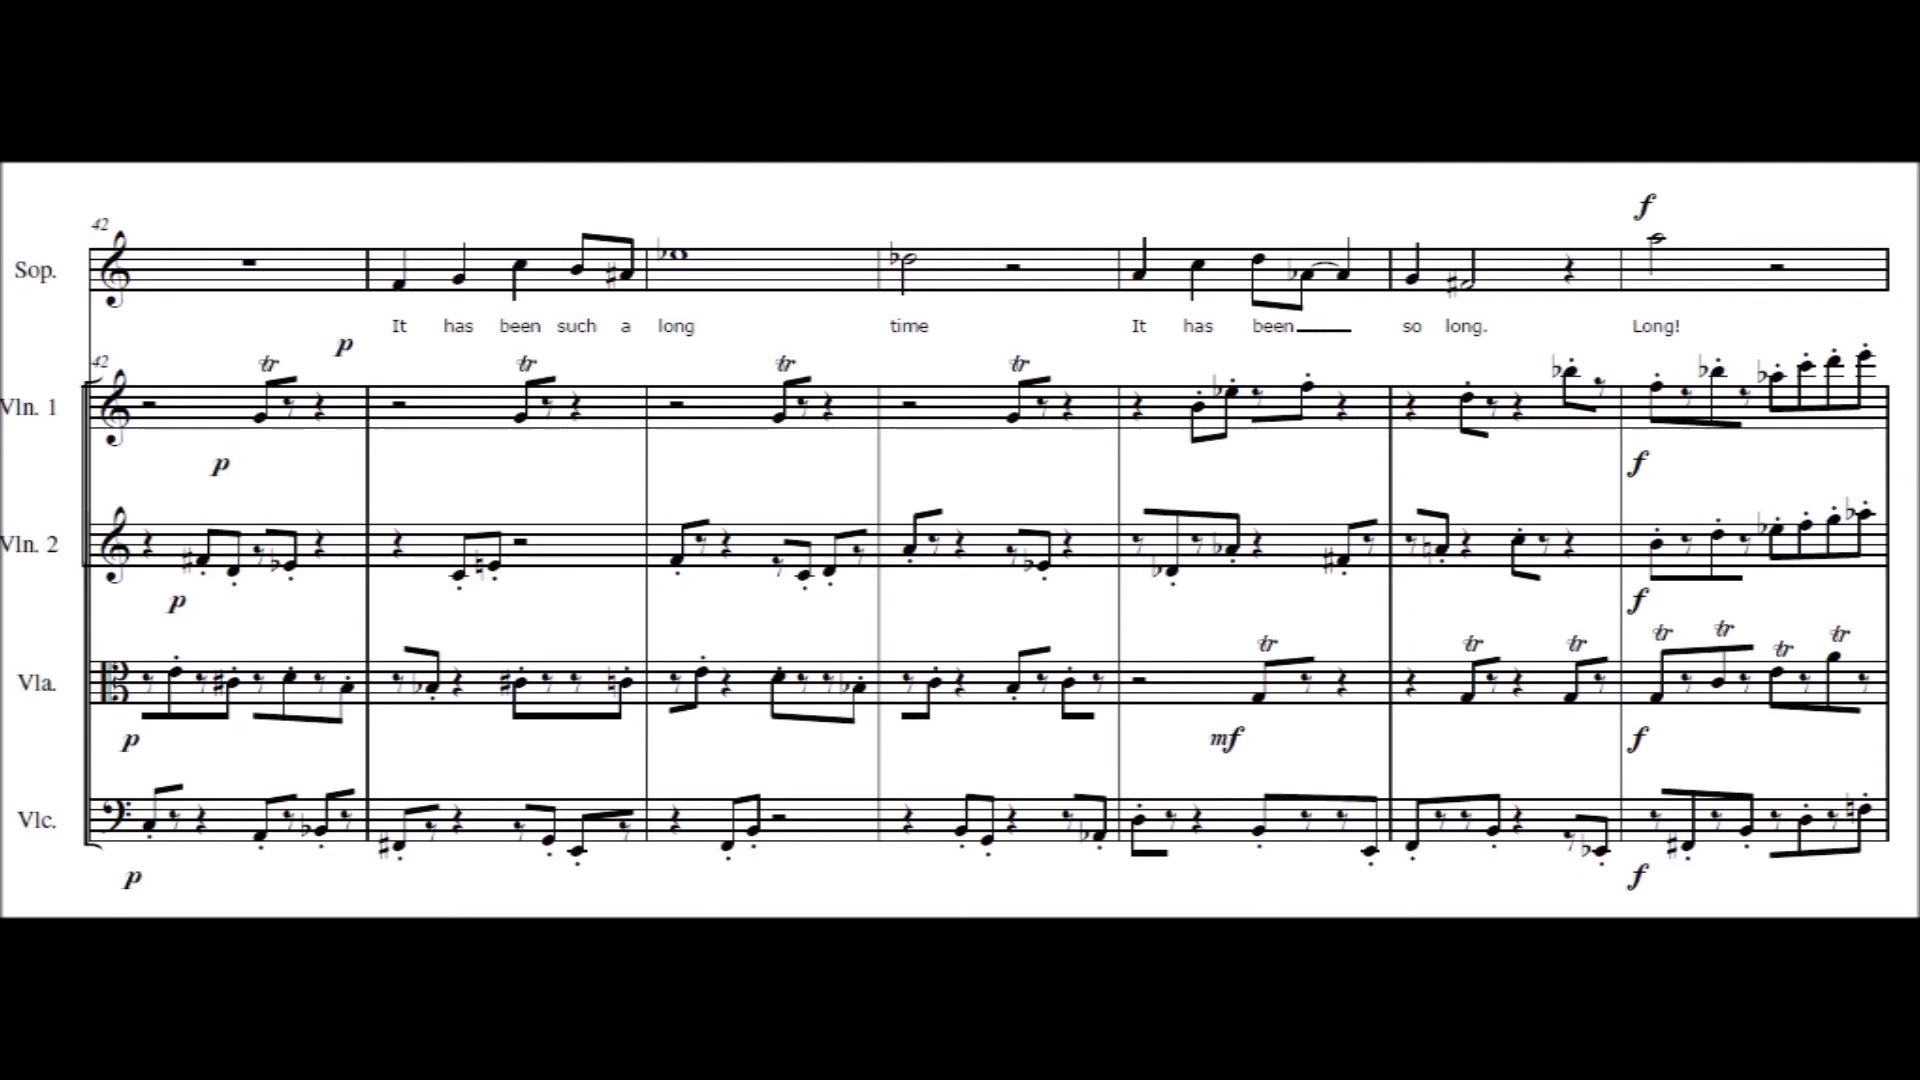 f
42
Sop.
It has been such a long time It has been so long. Long!
p
42
tr tr tr tr
Vln. 1
p f
Vln. 2
p f
tr tr tr tr tr tr tr
Vla.
p mf f
Vlc.
p f